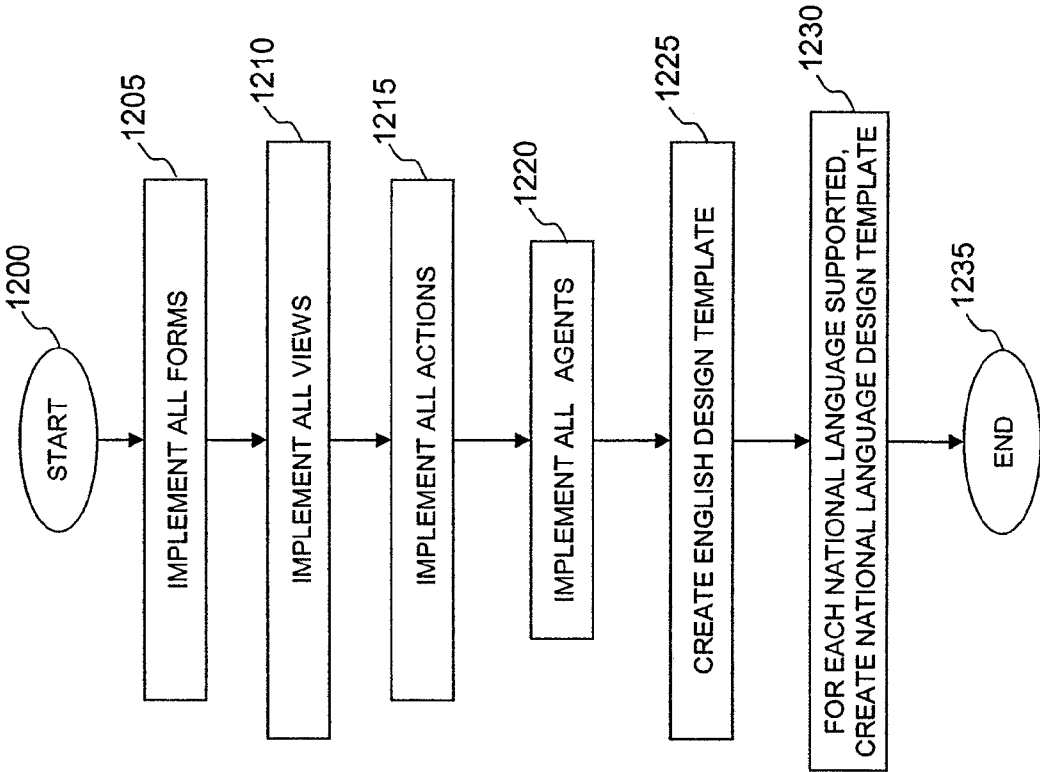 START
1200
IMPLEMENT ALL FORMS
1205
IMPLEMENT ALL VIEWS
1210
IMPLEMENT ALL ACTIONS
1215
IMPLEMENT ALL AGENTS
1220
CREATE ENGLISH DESIGN TEMPLATE
1225
FOR EACH NATIONAL LANGUAGE SUPPORTED,
CREATE NATIONAL LANGUAGE DESIGN TEMPLATE
1230
END
1235